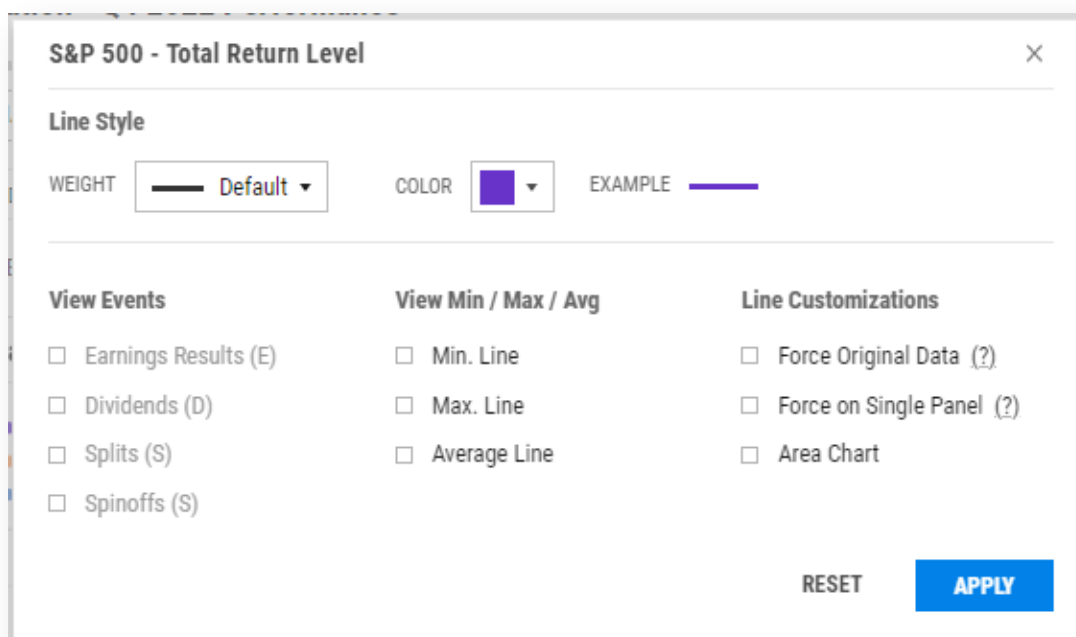 S&P 500 - Total Return Level
Line Style
WEIGHT Default COLOR EXAMPLE
View Events View Min / Max / Avg Line Customizations
Earnings Results (E) Min. Line Force Original Data (?)
Dividends (D) Max. Line Force on Single Panel (?)
Splits (S) Average Line Area Chart
Spinoffs (S)
RESET APPLY